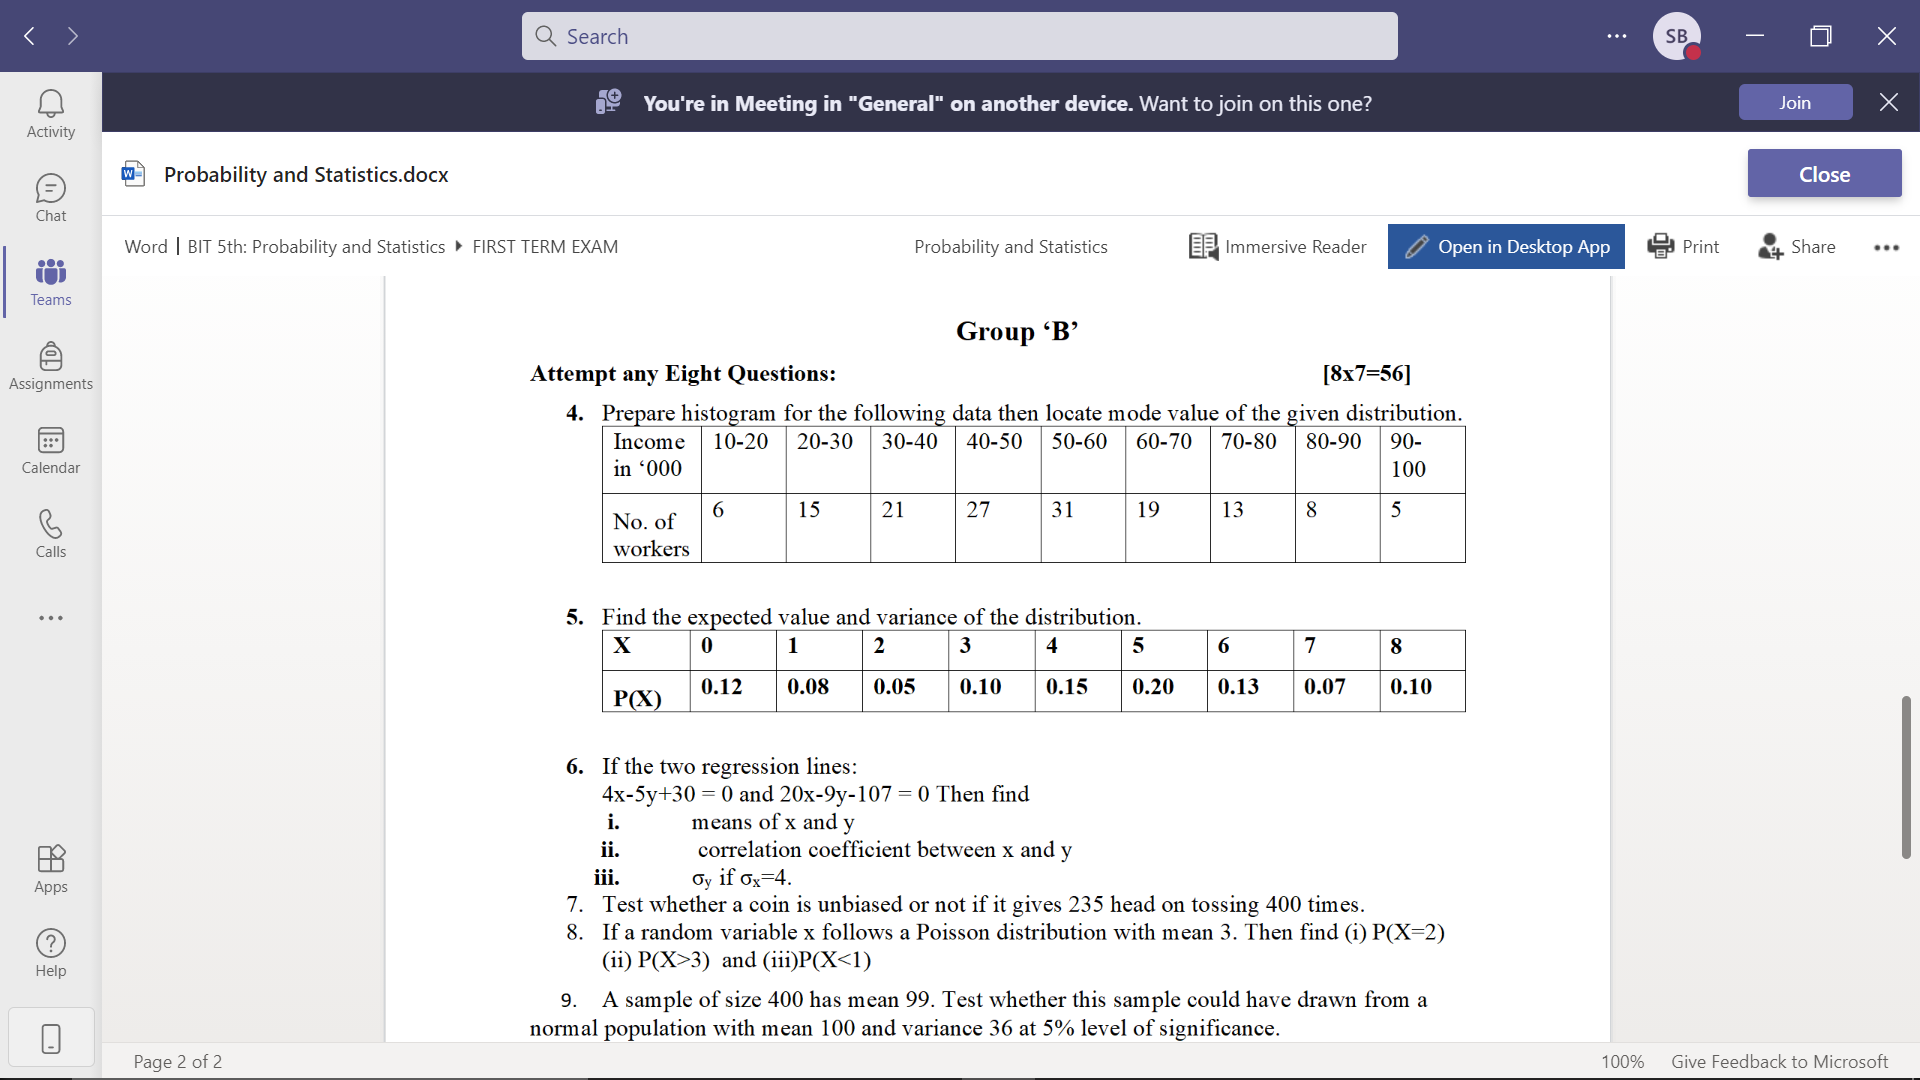 Search
SB
You're in Meeting in "General" on another device. Want to join on this one?
Join
Activity
Chat
Teams
Assignments
Calendar
Calls
Apps
Help
Probability and Statistics.docx
Close
Word | BIT 5th: Probability and Statistics ▸ FIRST TERM EXAM
Probability and Statistics
Immersive Reader
Open in Desktop App
Print
Share
Group ‘B’
Attempt any Eight Questions: [8x7=56]
4. Prepare histogram for the following data then locate mode value of the given distribution.
Income in ‘000 10-20 20-30 30-40 40-50 50-60 60-70 70-80 80-90 90-100
No. of workers 6 15 21 27 31 19 13 8 5
5. Find the expected value and variance of the distribution.
X 0 1 2 3 4 5 6 7 8
P(X) 0.12 0.08 0.05 0.10 0.15 0.20 0.13 0.07 0.10
6. If the two regression lines:
4x-5y+30 = 0 and 20x-9y-107 = 0 Then find
i. means of x and y
ii. correlation coefficient between x and y
iii. σy if σx=4.
7. Test whether a coin is unbiased or not if it gives 235 head on tossing 400 times.
8. If a random variable x follows a Poisson distribution with mean 3. Then find (i) P(X=2)
(ii) P(X>3) and (iii)P(X<1)
9. A sample of size 400 has mean 99. Test whether this sample could have drawn from a
normal population with mean 100 and variance 36 at 5% level of significance.
Page 2 of 2
100%
Give Feedback to Microsoft